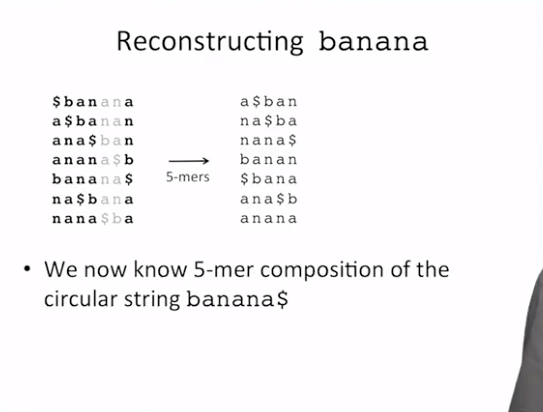 Reconstructing banana
$banana a$ban
a$banan na$ba
ana$ban nana$
anana$b banan
banana$ 5-mers $bana
na$bana ana$b
nana$ba anana
• We now know 5-mer composition of the
circular string banana$